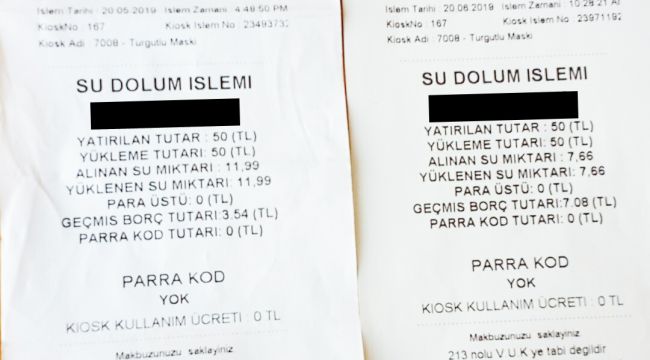 Islem Tarihi : 20 05 2019 Islem Zamanı : 4:48:50 PM
KioskNo : 167 Kiosk Islem No : 23493732
Kiosk Adi : 7008 - Turgutlu Maski
SU DOLUM ISLEMI
YATIRILAN TUTAR : 50 (TL)
YÜKLEME TUTARI: 50 (TL)
ALINAN SU MIKTARI : 11,99
YÜKLENEN SU MIKTARI: 11,99
PARA ÜSTÜ: 0 (TL)
GEÇMIS BORÇ TUTARI:3.54 (TL)
PARRA KOD TUTARI: 0 (TL)
PARRA KOD
YOK
KIOSK KULLANIM ÜCRETI : 0 TL
Makbuzunuzu saklayiniz
Islem Tarihi : 20 06 2019 Islem Zamanı : 10:28:21
KioskNo : 167 Kiosk Islem No : 2397119
Kiosk Adi : 7008 - Turgutlu Maski
SU DOLUM ISLEMI
YATIRILAN TUTAR : 50 (TL)
YÜKLEME TUTARI: 50 (TL)
ALINAN SU MIKTARI : 7,66
YÜKLENEN SU MIKTARI: 7,66
PARA ÜSTÜ: 0 (TL)
GEÇMIS BORÇ TUTARI:7.08 (TL)
PARRA KOD TUTARI: 0 (TL)
PARRA KOD
YOK
KIOSK KULLANIM ÜCRETI : 0 TL
Makbuzunuzu saklayiniz
213 nolu V U K ye tabi degildir